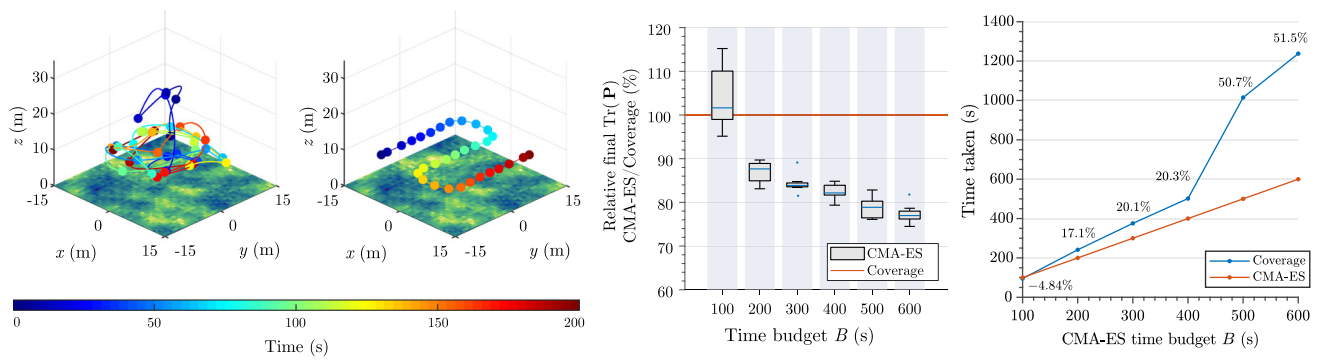 30
20
10
0
z (m)
-15
0
15
x (m)
-15
0
15
y (m)
30
20
10
0
z (m)
-15
0
15
x (m)
-15
0
15
y (m)
0
50
100
150
200
Time (s)
120
110
100
90
80
70
60
Relative final Tr(P)
CMA-ES/Coverage (%)
CMA-ES
Coverage
100 200 300 400 500 600
Time budget B (s)
1400
1200
1000
800
600
400
200
0
Time taken (s)
51.5%
50.7%
20.3%
20.1%
17.1%
−4.84%
Coverage
CMA-ES
100 200 300 400 500 600
CMA-ES time budget B (s)